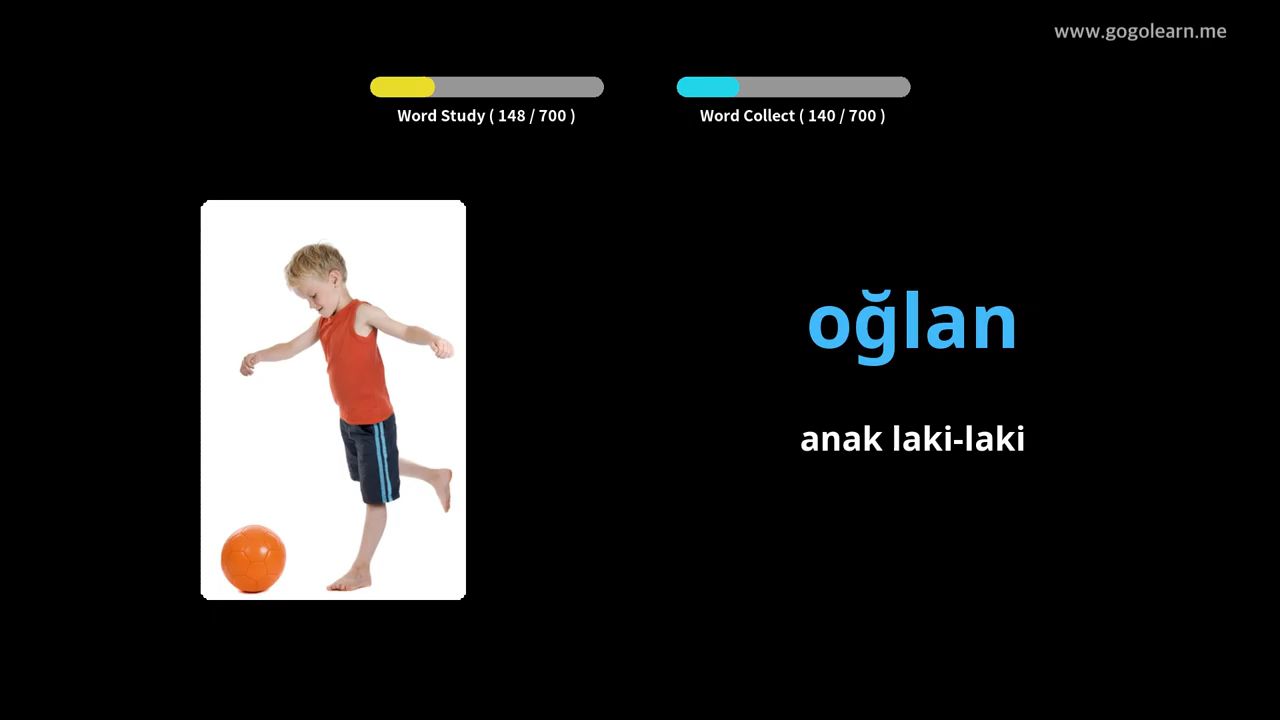 www.gogolearn.me
Word Study ( 148 / 700 )
Word Collect ( 140 / 700 )
oğlan
anak laki-laki